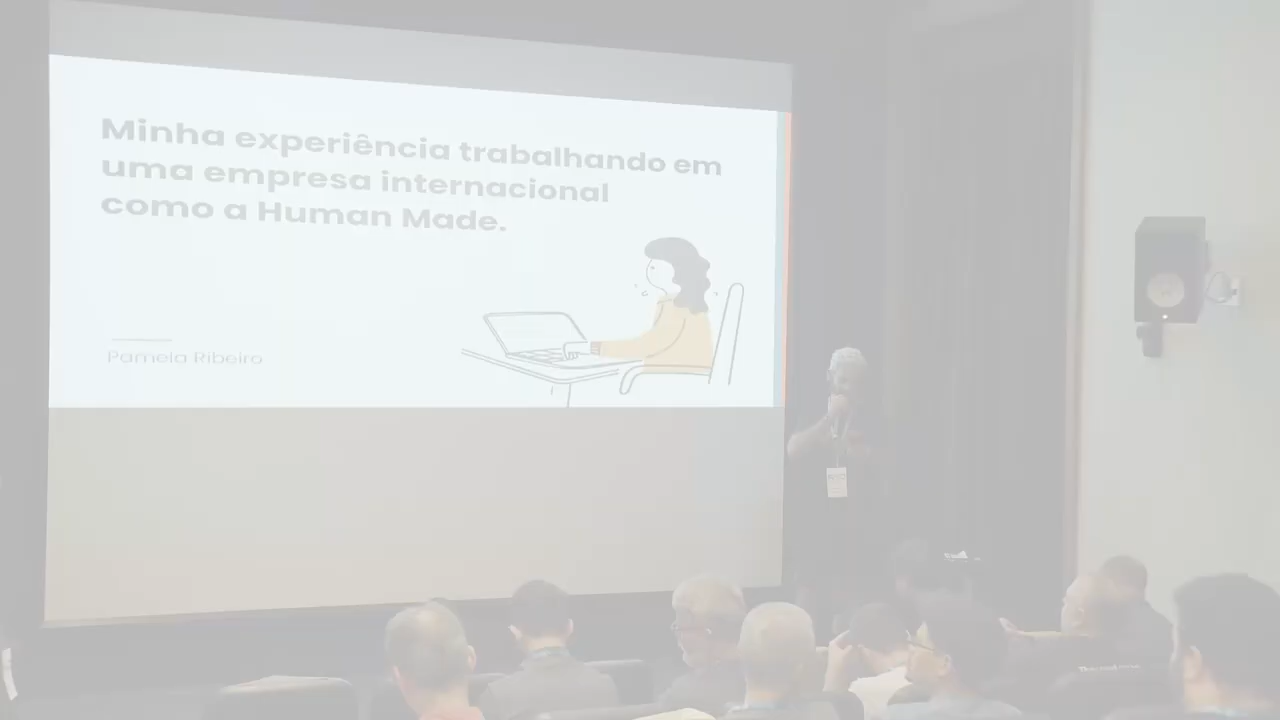 Minha experiência trabalhando em
uma empresa internacional
como a Human Made.
Pamela Ribeiro